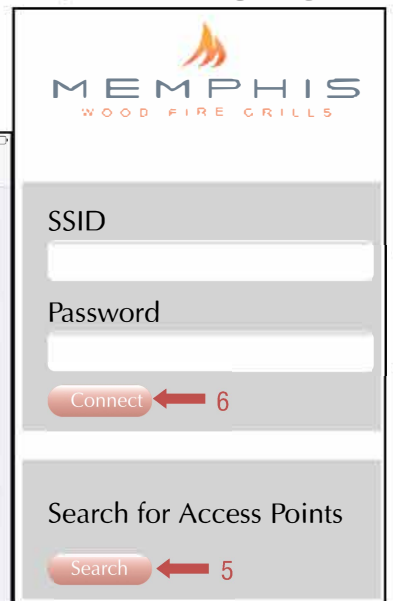 MEMPHIS
WOOD FIRE GRILLS
SSID
Password
Connect 6
Search for Access Points
Search 5